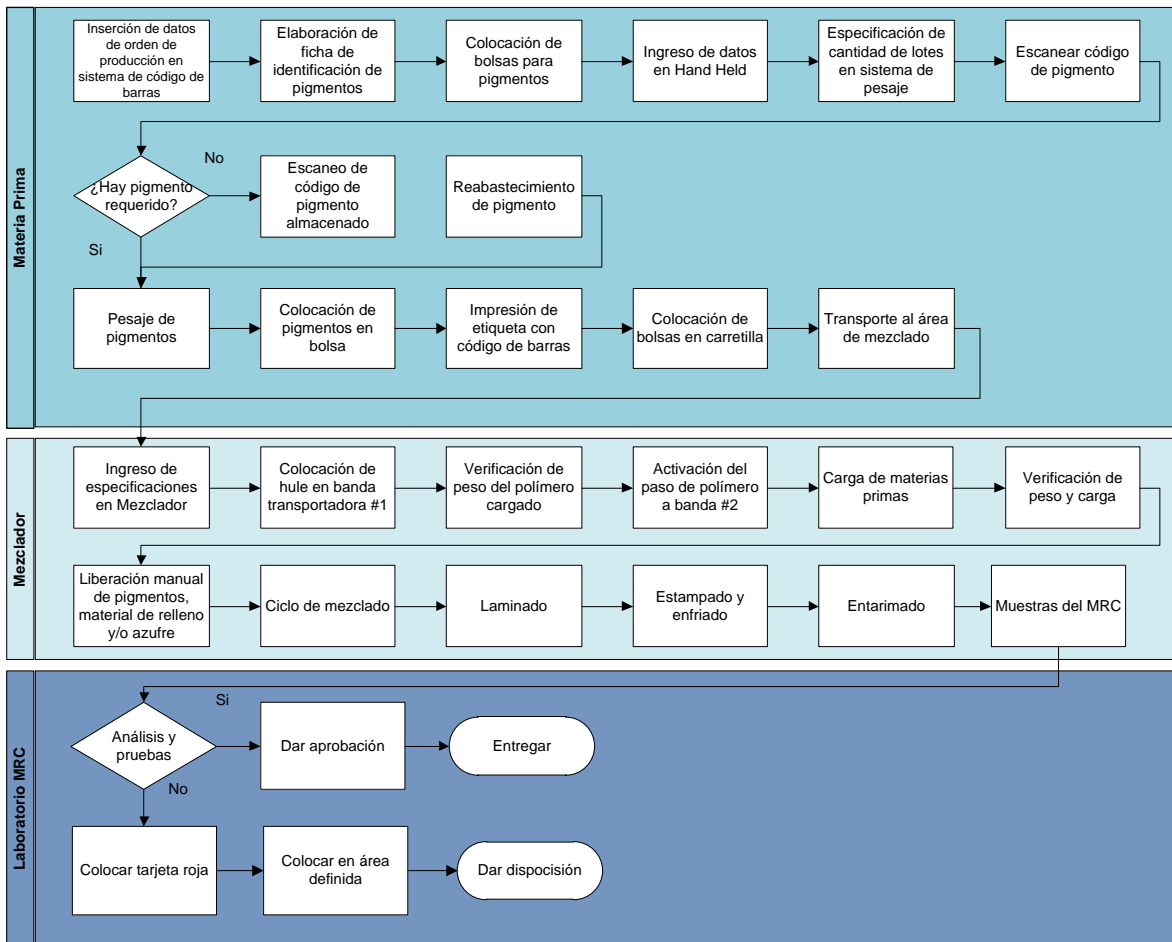 Materia Prima
Inserción de datos
de orden de
producción en
sistema de código de
barras
Elaboración de
ficha de
identificación de
pigmentos
Colocación de
bolsas para
pigmentos
Ingreso de datos
en Hand Held
Especificación de
cantidad de lotes
en sistema de
pesaje
Escanear código
de pigmento
¿Hay pigmento
requerido?
No
Si
Escaneo de
código de
pigmento
almacenado
Reabastecimiento
de pigmento
Pesaje de
pigmentos
Colocación de
pigmentos en
bolsa
Impresión de
etiqueta con
código de barras
Colocación de
bolsas en carretilla
Transporte al área
de mezclado
Mezclador
Ingreso de
especificaciones
en Mezclador
Colocación de
hule en banda
transportadora #1
Verificación de
peso del polímero
cargado
Activación del
paso de polímero
a banda #2
Carga de materias
primas
Verificación de
peso y carga
Liberación manual
de pigmentos,
material de relleno
y/o azufre
Ciclo de mezclado
Laminado
Estampado y
enfriado
Entarimado
Muestras del MRC
Laboratorio MRC
Análisis y
pruebas
Si
No
Dar aprobación
Entregar
Colocar tarjeta roja
Colocar en área
definida
Dar dispocisión